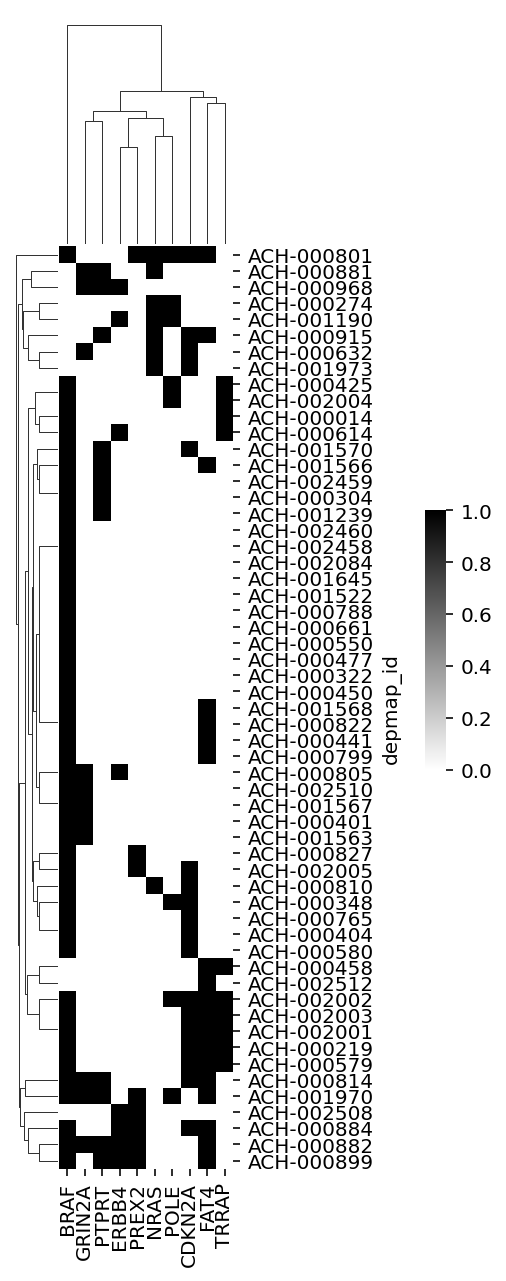 ACH-000801
ACH-000881
ACH-000968
ACH-000274
ACH-001190
ACH-000915
ACH-000632
ACH-001973
ACH-000425
ACH-002004
ACH-000014
ACH-000614
ACH-001570
ACH-001566
ACH-002459
ACH-000304
ACH-001239
ACH-002460
ACH-002458
ACH-002084
ACH-001645
ACH-001522
ACH-000788
ACH-000661
ACH-000550
ACH-000477
ACH-000322
ACH-000450
ACH-001568
ACH-000822
ACH-000441
ACH-000799
ACH-000805
ACH-002510
ACH-001567
ACH-000401
ACH-001563
ACH-000827
ACH-002005
ACH-000810
ACH-000348
ACH-000765
ACH-000404
ACH-000580
ACH-000458
ACH-002512
ACH-002002
ACH-002003
ACH-002001
ACH-000219
ACH-000579
ACH-000814
ACH-001970
ACH-002508
ACH-000884
ACH-000882
ACH-000899
depmap_id
1.0
0.8
0.6
0.4
0.2
0.0
BRAF
GRIN2A
PTPRT
ERBB4
PREX2
NRAS
POLE
CDKN2A
FAT4
TRRAP